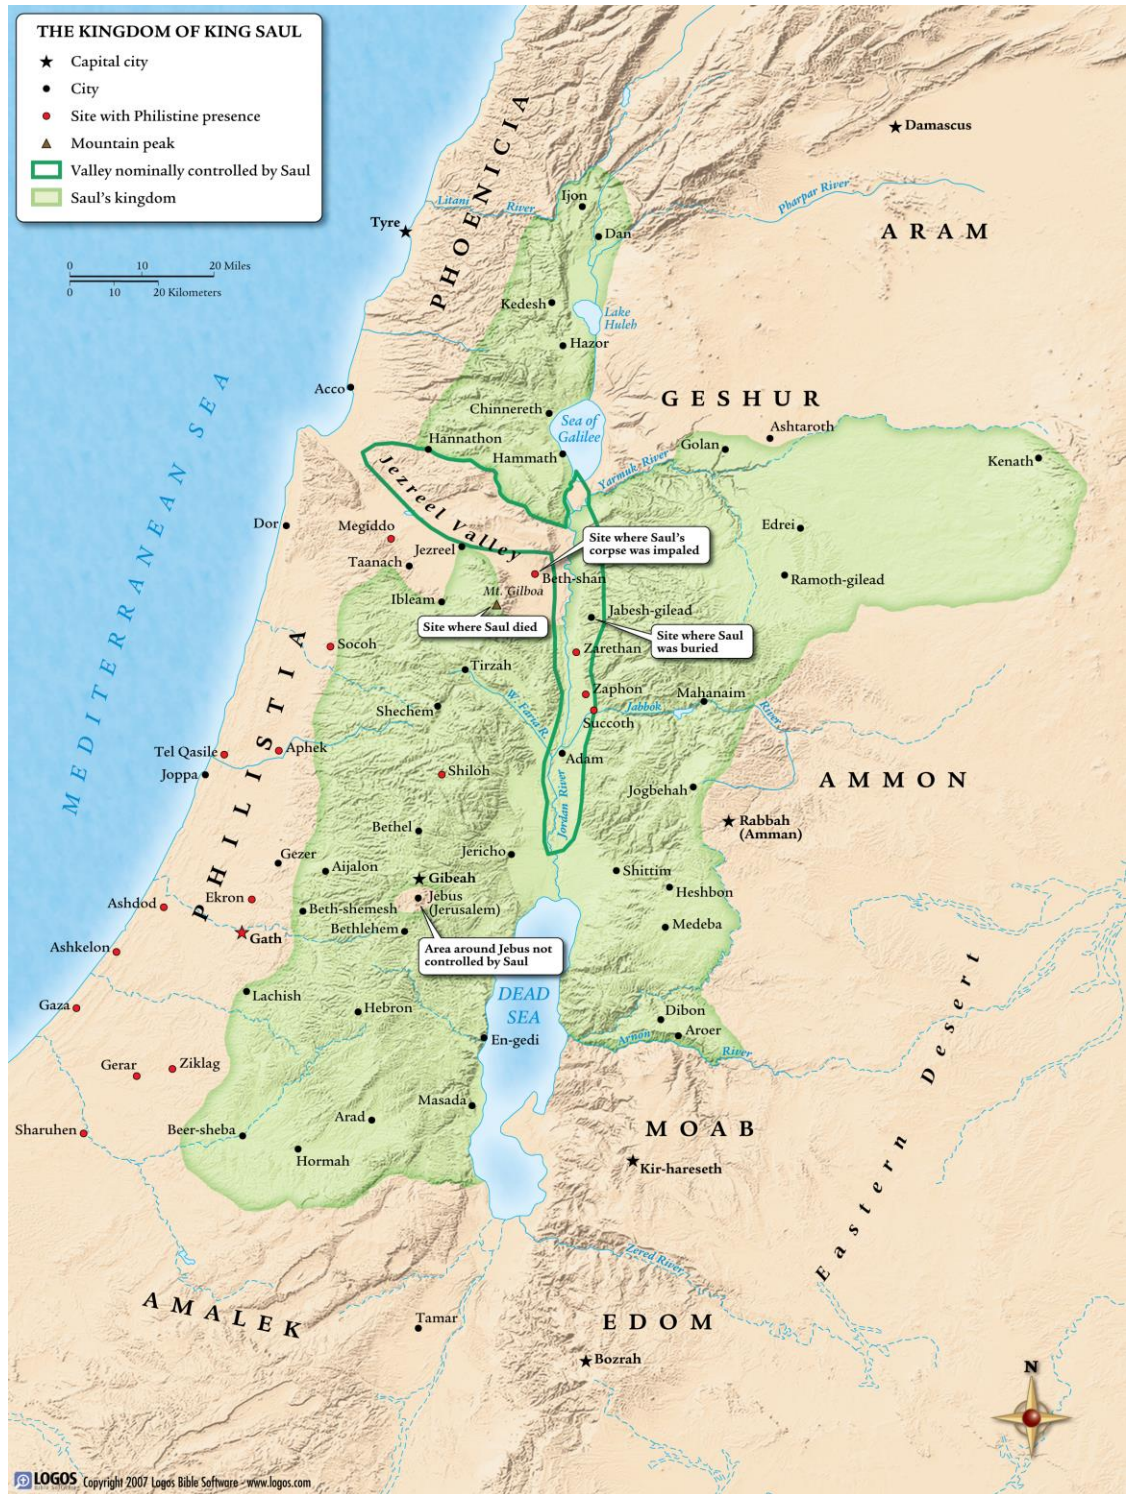 THE KINGDOM OF KING SAUL
Capital city
City
Site with Philistine presence
Mountain peak
Valley nominally controlled by Saul
Saul's kingdom
0 10 20 Miles
0 10 20 Kilometers
Damascus
PHOENICIA
Ijon
Litani River
Pharpar River
Tyre
Dan
ARAM
Kedesh
Lake
Huleh
Hazor
Acco
GESHUR
Chinnereth
Sea of
Galilee
Ashtaroth
Hannathon
Golan
Hammath
Kenath
Yarmuk River
Jezreel Valley
MEDITERRANEAN SEA
Dor
Megiddo
Edrei
Site where Saul's
corpse was impaled
Jezreel
Taanach
Beth-shan
Ramoth-gilead
Mt. Gilboa
Ibleam
Jabesh-gilead
Site where Saul died
Site where Saul
was buried
Socoh
Zarethan
Tirzah
Zaphon
Mahanaim
W. Faria R.
Jabbok River
Shechem
Succoth
PHILISTIA
Tel Qasile
Aphek
Adam
Joppa
Shiloh
AMMON
Jogbehah
Jordan River
Rabbah
(Amman)
Bethel
Gezer
Jericho
Aijalon
Gibeah
Shittim
Heshbon
Ekron
Jebus
(Jerusalem)
Ashdod
Beth-shemesh
Bethlehem
Medeba
Gath
Ashkelon
Area around Jebus not
controlled by Saul
Lachish
DEAD
SEA
Gaza
Hebron
Dibon
En-gedi
Aroer
Arnon River
Eastern Desert
Gerar
Ziklag
Masada
Arad
Sharuhen
Beer-sheba
MOAB
Hormah
Kir-hareseth
Zered River
AMALEK
Tamar
EDOM
Bozrah
N
LOGOS
BIBLE SOFTWARE
Copyright 2007 Logos Bible Software - www.logos.com